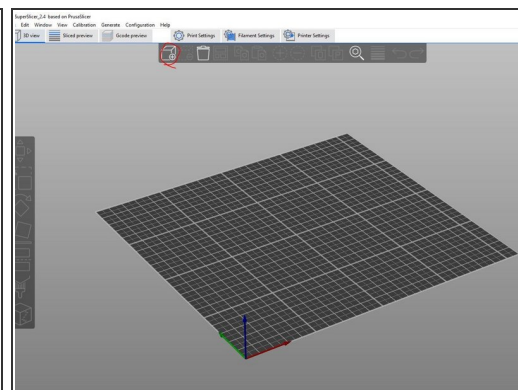 SuperSlicer_2.4 based on PrusaSlicer
Edit Window View Calibration Generate Configuration Help
3D view Sliced preview Gcode preview Print Settings Filament Settings Printer Settings